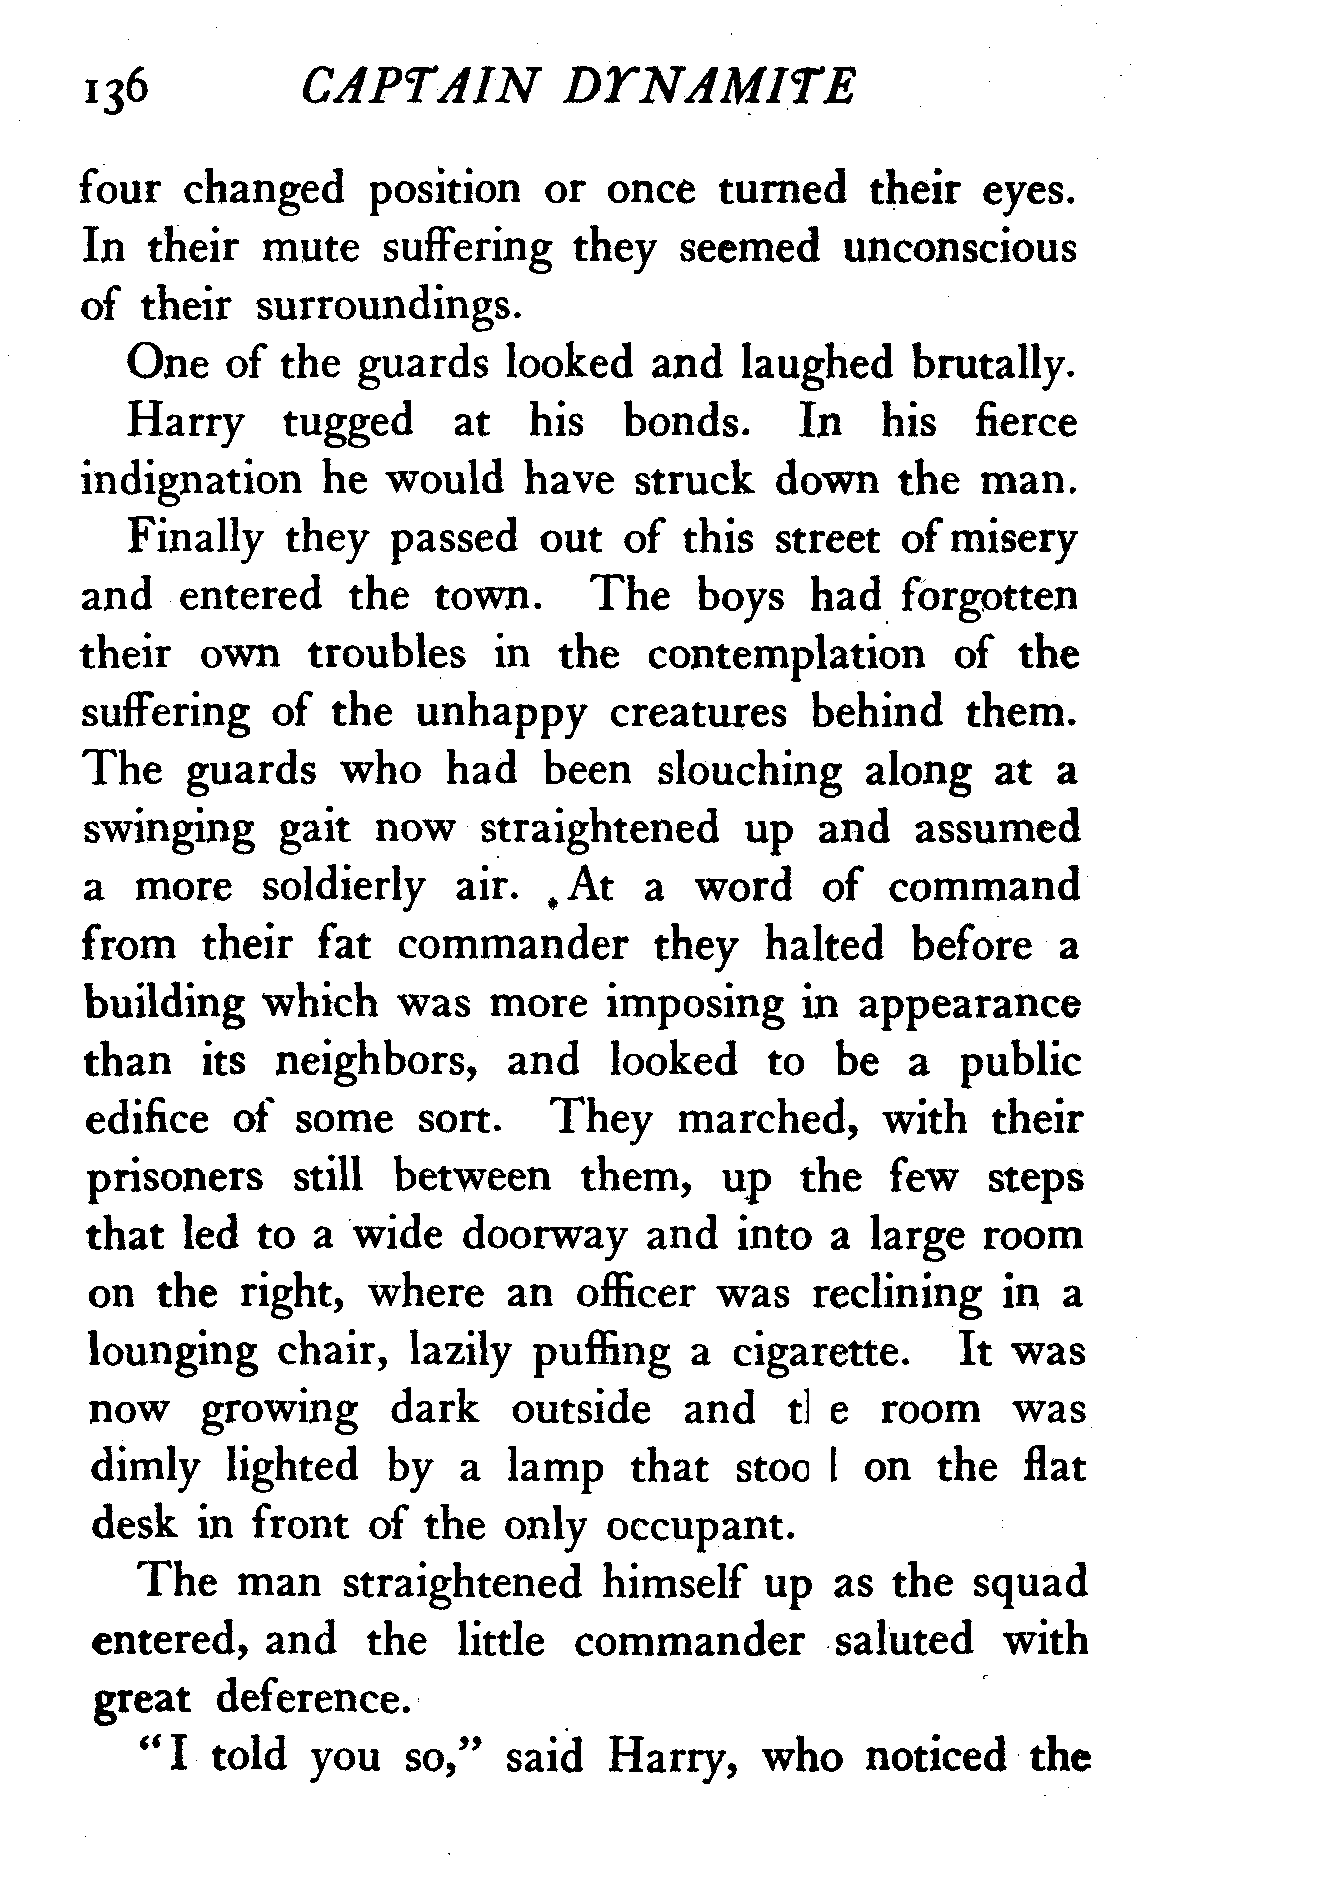 136 CAPTAIN DYNAMITE
four changed position or once turned their eyes.
In their mute suffering they seemed unconscious
of their surroundings.
One of the guards looked and laughed brutally.
Harry tugged at his bonds. In his fierce
indignation he would have struck down the man.
Finally they passed out of this street of misery
and entered the town. The boys had forgotten
their own troubles in the contemplation of the
suffering of the unhappy creatures behind them.
The guards who had been slouching along at a
swinging gait now straightened up and assumed
a more soldierly air. At a word of command
from their fat commander they halted before a
building which was more imposing in appearance
than its neighbors, and looked to be a public
edifice of some sort. They marched, with their
prisoners still between them, up the few steps
that led to a wide doorway and into a large room
on the right, where an officer was reclining in a
lounging chair, lazily puffing a cigarette. It was
now growing dark outside and the room was
dimly lighted by a lamp that stood on the flat
desk in front of the only occupant.
The man straightened himself up as the squad
entered, and the little commander saluted with
great deference.
"I told you so," said Harry, who noticed the